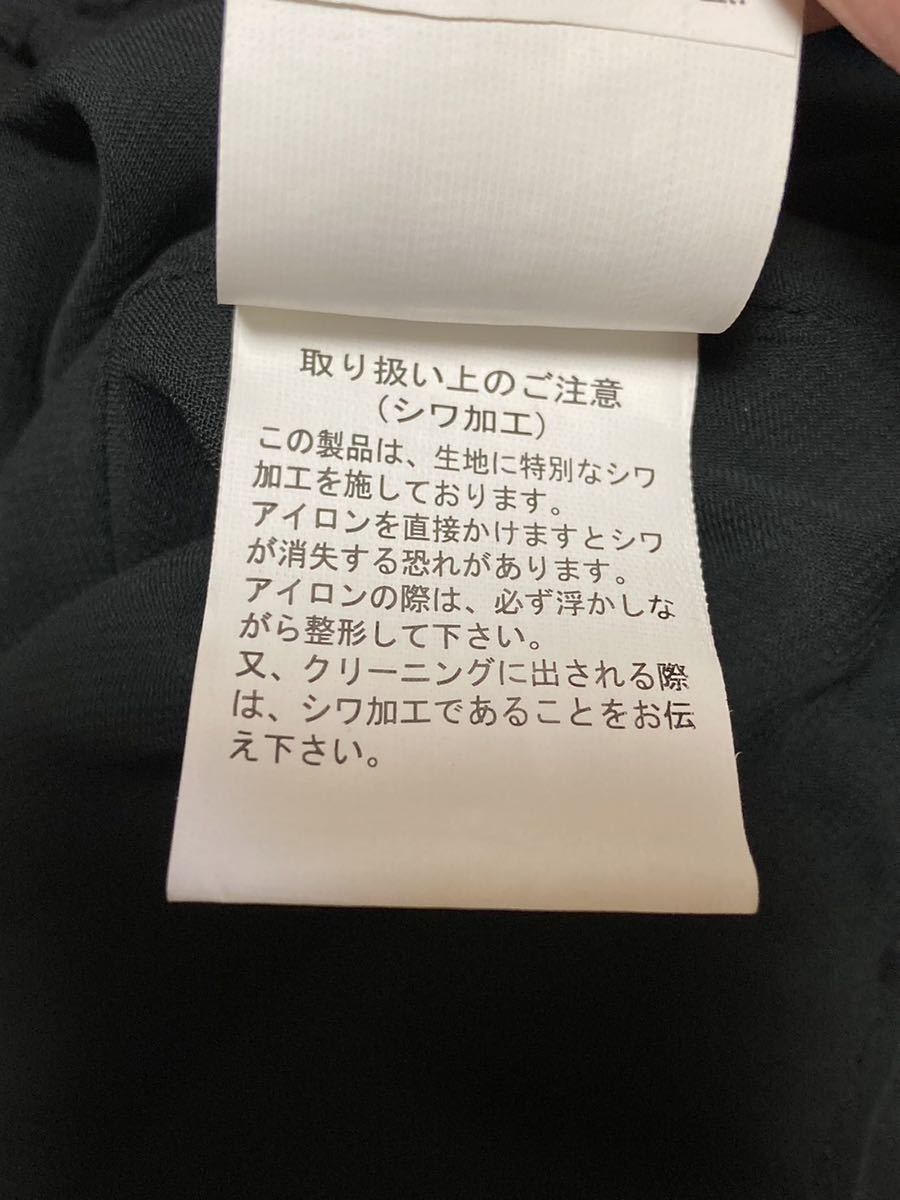 取り扱い上のご注意
(シワ加工)
この製品は、生地に特別なシワ
加工を施しております。
アイロンを直接かけますとシワ
が消失する恐れがあります。
アイロンの際は、必ず浮かしな
がら整形して下さい。
又、クリーニングに出される際
は、シワ加工であることをお伝
え下さい。